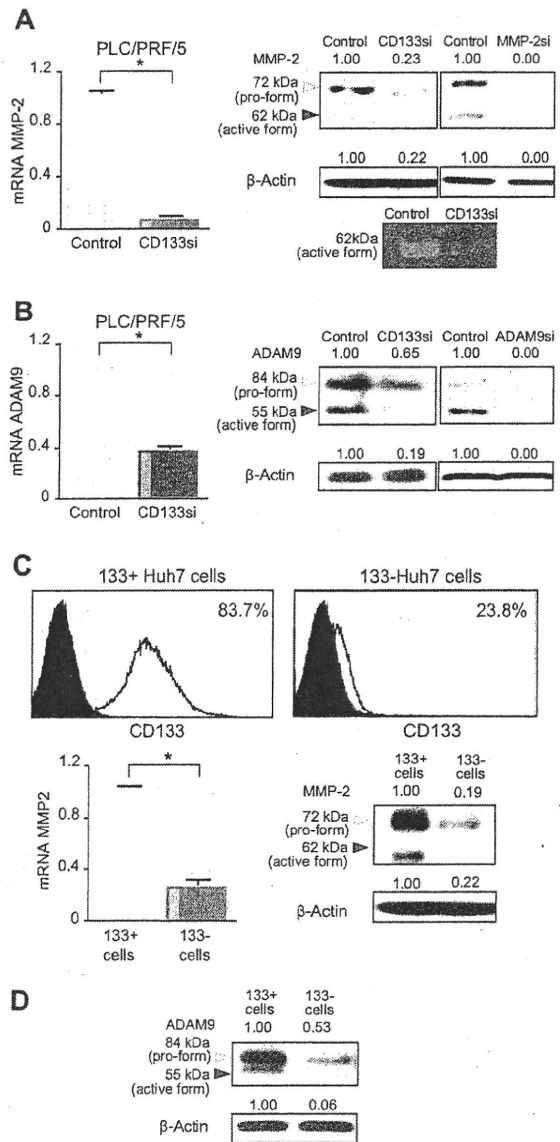 A
PLC/PRF/5
*
mRNA MMP-2
1.2
0.8
0.4
0
Control CD133si
Control CD133si Control MMP-2si
MMP-2 1.00 0.23 1.00 0.00
72 kDa
(pro-form)
62 kDa
(active form)
1.00 0.22 1.00 0.00
β-Actin
Control CD133si
62kDa
(active form)
B
PLC/PRF/5
*
mRNA ADAM9
1.2
0.8
0.4
0
Control CD133si
Control CD133si Control ADAM9si
ADAM9 1.00 0.65 1.00 0.00
84 kDa
(pro-form)
55 kDa
(active form)
1.00 0.19 1.00 0.00
β-Actin
C
133+ Huh7 cells
83.7%
CD133
133-Huh7 cells
23.8%
CD133
*
mRNA MMP2
1.2
0.8
0.4
0
133+ 133-
cells cells
133+ 133-
cells cells
MMP-2 1.00 0.19
72 kDa
(pro-form)
62 kDa
(active form)
1.00 0.22
β-Actin
D
133+ 133-
cells cells
ADAM9 1.00 0.53
84 kDa
(pro-form)
55 kDa
(active form)
1.00 0.06
β-Actin